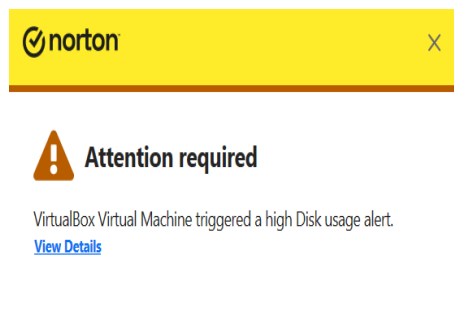 norton
X
Attention required
VirtualBox Virtual Machine triggered a high Disk usage alert.
View Details